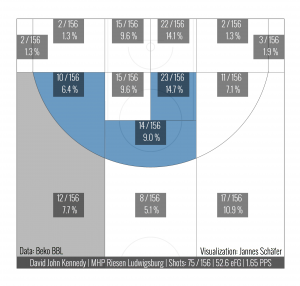 2 / 156
1.3 %
2 / 156
1.3 %
15 / 156
9.6 %
22 / 156
14.1 %
2 / 156
1.3 %
3 / 156
1.9 %
10 / 156
6.4 %
15 / 156
9.6 %
23 / 156
14.7 %
11 / 156
7.1 %
14 / 156
9.0 %
12 / 156
7.7 %
8 / 156
5.1 %
17 / 156
10.9 %
Data: Beko BBL
Visualization: Jannes Schäfer
David John Kennedy | MHP Riesen Ludwigsburg | Shots: 75 / 156 | 52.6 eFG | 1.65 PPS